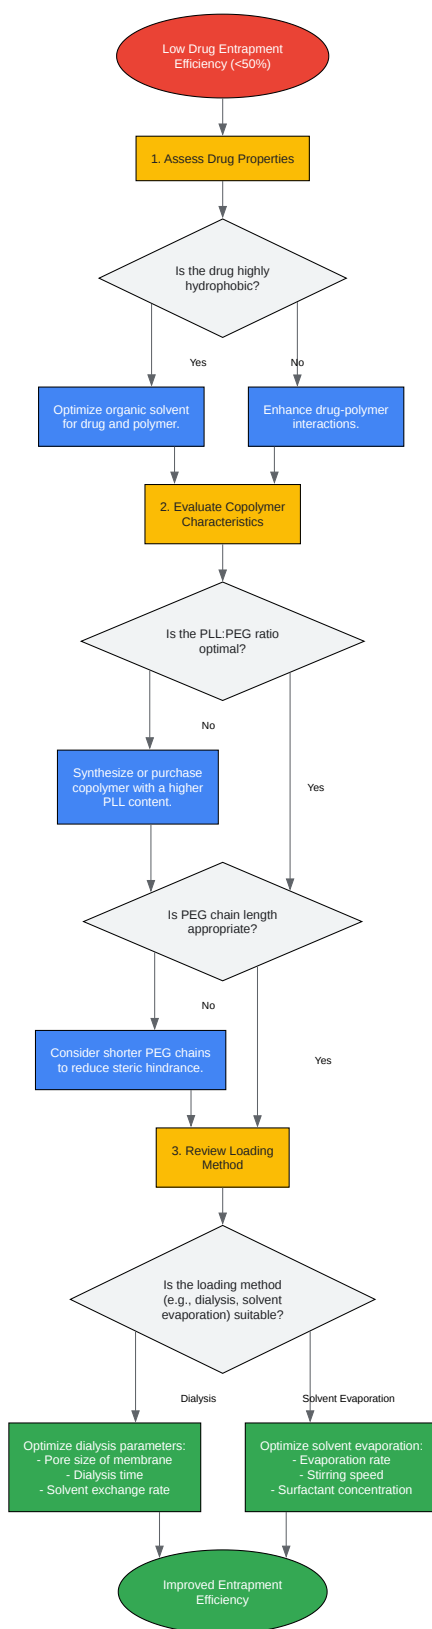 Low Drug Entrapment
Efficiency (<50%)
1. Assess Drug Properties
Is the drug highly
hydrophobic?
Yes
No
Optimize organic solvent
for drug and polymer.
Enhance drug-polymer
interactions.
2. Evaluate Copolymer
Characteristics
Is the PLL:PEG ratio
optimal?
No
Synthesize or purchase
copolymer with a higher
PLL content.
Yes
Is PEG chain length
appropriate?
No
Consider shorter PEG chains
to reduce steric hindrance.
Yes
3. Review Loading
Method
Is the loading method
(e.g., dialysis, solvent
evaporation) suitable?
Dialysis
Solvent Evaporation
Optimize dialysis parameters:
- Pore size of membrane
- Dialysis time
- Solvent exchange rate
Optimize solvent evaporation:
- Evaporation rate
- Stirring speed
- Surfactant concentration
Improved Entrapment
Efficiency